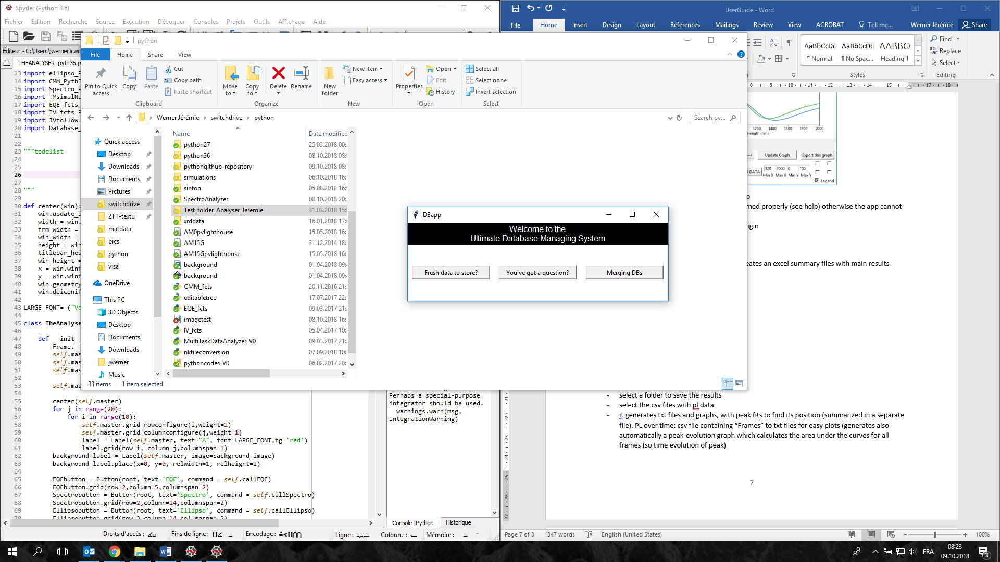 Spyder (Python 3.6)
Fichier Édition Recherche Source Exécution Déboguer Consoles Projets Outils Affichage Aide
Éditeur - C:\Users\jwerner\swit
THEANALYSER_pyth36.p
13 import ellipso_P
14 import CMM_Pyth3
15 import Spectro_P
16 import TMsimulNe
17 import EQE_fcts_
18 import IV_fcts_P
19 import JVfollowu
20 import Database_
21
22
23 """todolist
24
25
26
27
28 """
29
30 def center(win):
31 win.update_i
32 width = win.
33 frm_width =
34 win_width =
35 height = win
36 titlebar_hei
37 win_height =
38 x = win.winf
39 y = win.winf
40 win.geometry
41 win.deiconif
42
43 LARGE_FONT= ("Ve
44
45 class TheAnalyse
46
47 def __init__
48 Frame.__
49 self.mas
50 self.mas
51 self.mas
52
53 self.mas
54
55 center(self.master)
56 for j in range(20):
57 for i in range(10):
58 self.master.grid_rowconfigure(i,weight=1)
59 self.master.grid_columnconfigure(j,weight=1)
60 label = Label(self.master, text="A", font=LARGE_FONT,fg='red')
61 label.grid(row=i, column=j,columnspan=1)
62 background_label = Label(self.master, image=background_image)
63 background_label.place(x=0, y=0, relwidth=1, relheight=1)
64
65 EQEbutton = Button(root, text='EQE', command = self.callEQE)
66 EQEbutton.grid(row=2,column=5,columnspan=2)
67 Spectrobutton = Button(root, text='Spectro', command = self.callSpectro)
68 Spectrobutton.grid(row=2,column=14,columnspan=2)
69 Ellipsobutton = Button(root, text='Ellipso', command = self.callEllipso)
70 Ellipsobutton.grid(row=3,column=14,columnspan=2)
Perhaps a special-purpose
integrator should be used.
warnings.warn(msg,
IntegrationWarning)
Console IPython Historique
Droits d'accès : Fins de ligne : Encodage : Ligne : Colonne : Mémoire :
python
File Home Share View
Pin to Quick access
Copy
Paste
Cut
Copy path
Paste shortcut
Clipboard
Move to
Copy to
Delete
Rename
Organize
New folder
New item
Easy access
New
Properties
Open
Edit
History
Open
Select all
Select none
Invert selection
Select
Werner Jérémie switchdrive python
Search py...
Quick access
Desktop
Downloads
Documents
Pictures
switchdrive
2TT-textu
matdata
pics
python
visa
OneDrive
This PC
3D Objects
Desktop
Documents
Downloads
jwerner
Music
Name Date modified
python27 25.03.2018 00:
python36 08.10.2018 08:
pythongithub-repository 09.10.2018 08:
simulations 06.10.2018 16:
sinton 05.08.2018 16:
SpectroAnalyzer 08.10.2018 20:
Test_folder_Analyser_Jeremie 31.03.2018 15:
xrddata 16.01.2018 17:
AM0pvlighthouse 15.05.2018 16:
AM15G 31.12.2014 18:
AM15Gpvlighthouse 15.05.2018 16:
background 01.04.2018 09:
background 01.04.2018 09:
CMM_fcts 20.11.2016 21:
editabletree 17.07.2017 22:
EQE_fcts 09.03.2017 21:
imagetest 08.10.2018 16:
IV_fcts 05.04.2017 10:
MultiTaskDataAnalyzer_V0 09.03.2017 21:
nkfileconversion 07.09.2018 10:
pythoncodes_V0 06.02.2017 20:
33 items 1 item selected
DBapp
Welcome to the
Ultimate Database Managing System
Fresh data to store? You've got a question? Merging DBs
UserGuide - Word
File Home Insert Design Layout References Mailings Review View ACROBAT Tell me... Werner Jérémie Share
AaBbCcDc AaBbCcDc AABBC
¶ Normal ¶ No Spac... Heading 1
Styles
Find
Replace
Select
Editing
8 9 10 11 12 13 14 15 17 18
1200 1400 1600 1800 2000
elength (nm)
Update Graph Export this graph
DATA 320 2000 0 100
Min X Max X Min Y Max Y
Legend
p
med properly (see help) otherwise the app cannot
igin
eates an excel summary files with main results
- select a folder to save the results
- select the csv files with pl data
- it generates txt files and graphs, with peak fits to find its position (summarized in a separate
file). PL over time: csv file containing “Frames” to txt files for easy plots (generates also
automatically a peak-evolution graph which calculates the area under the curves for all
frames (so time evolution of peak)
7
21 22 23 24 25 26 27
Page 7 of 8 1347 words English (United States) 100%
FRA
08:23
09.10.2018
3